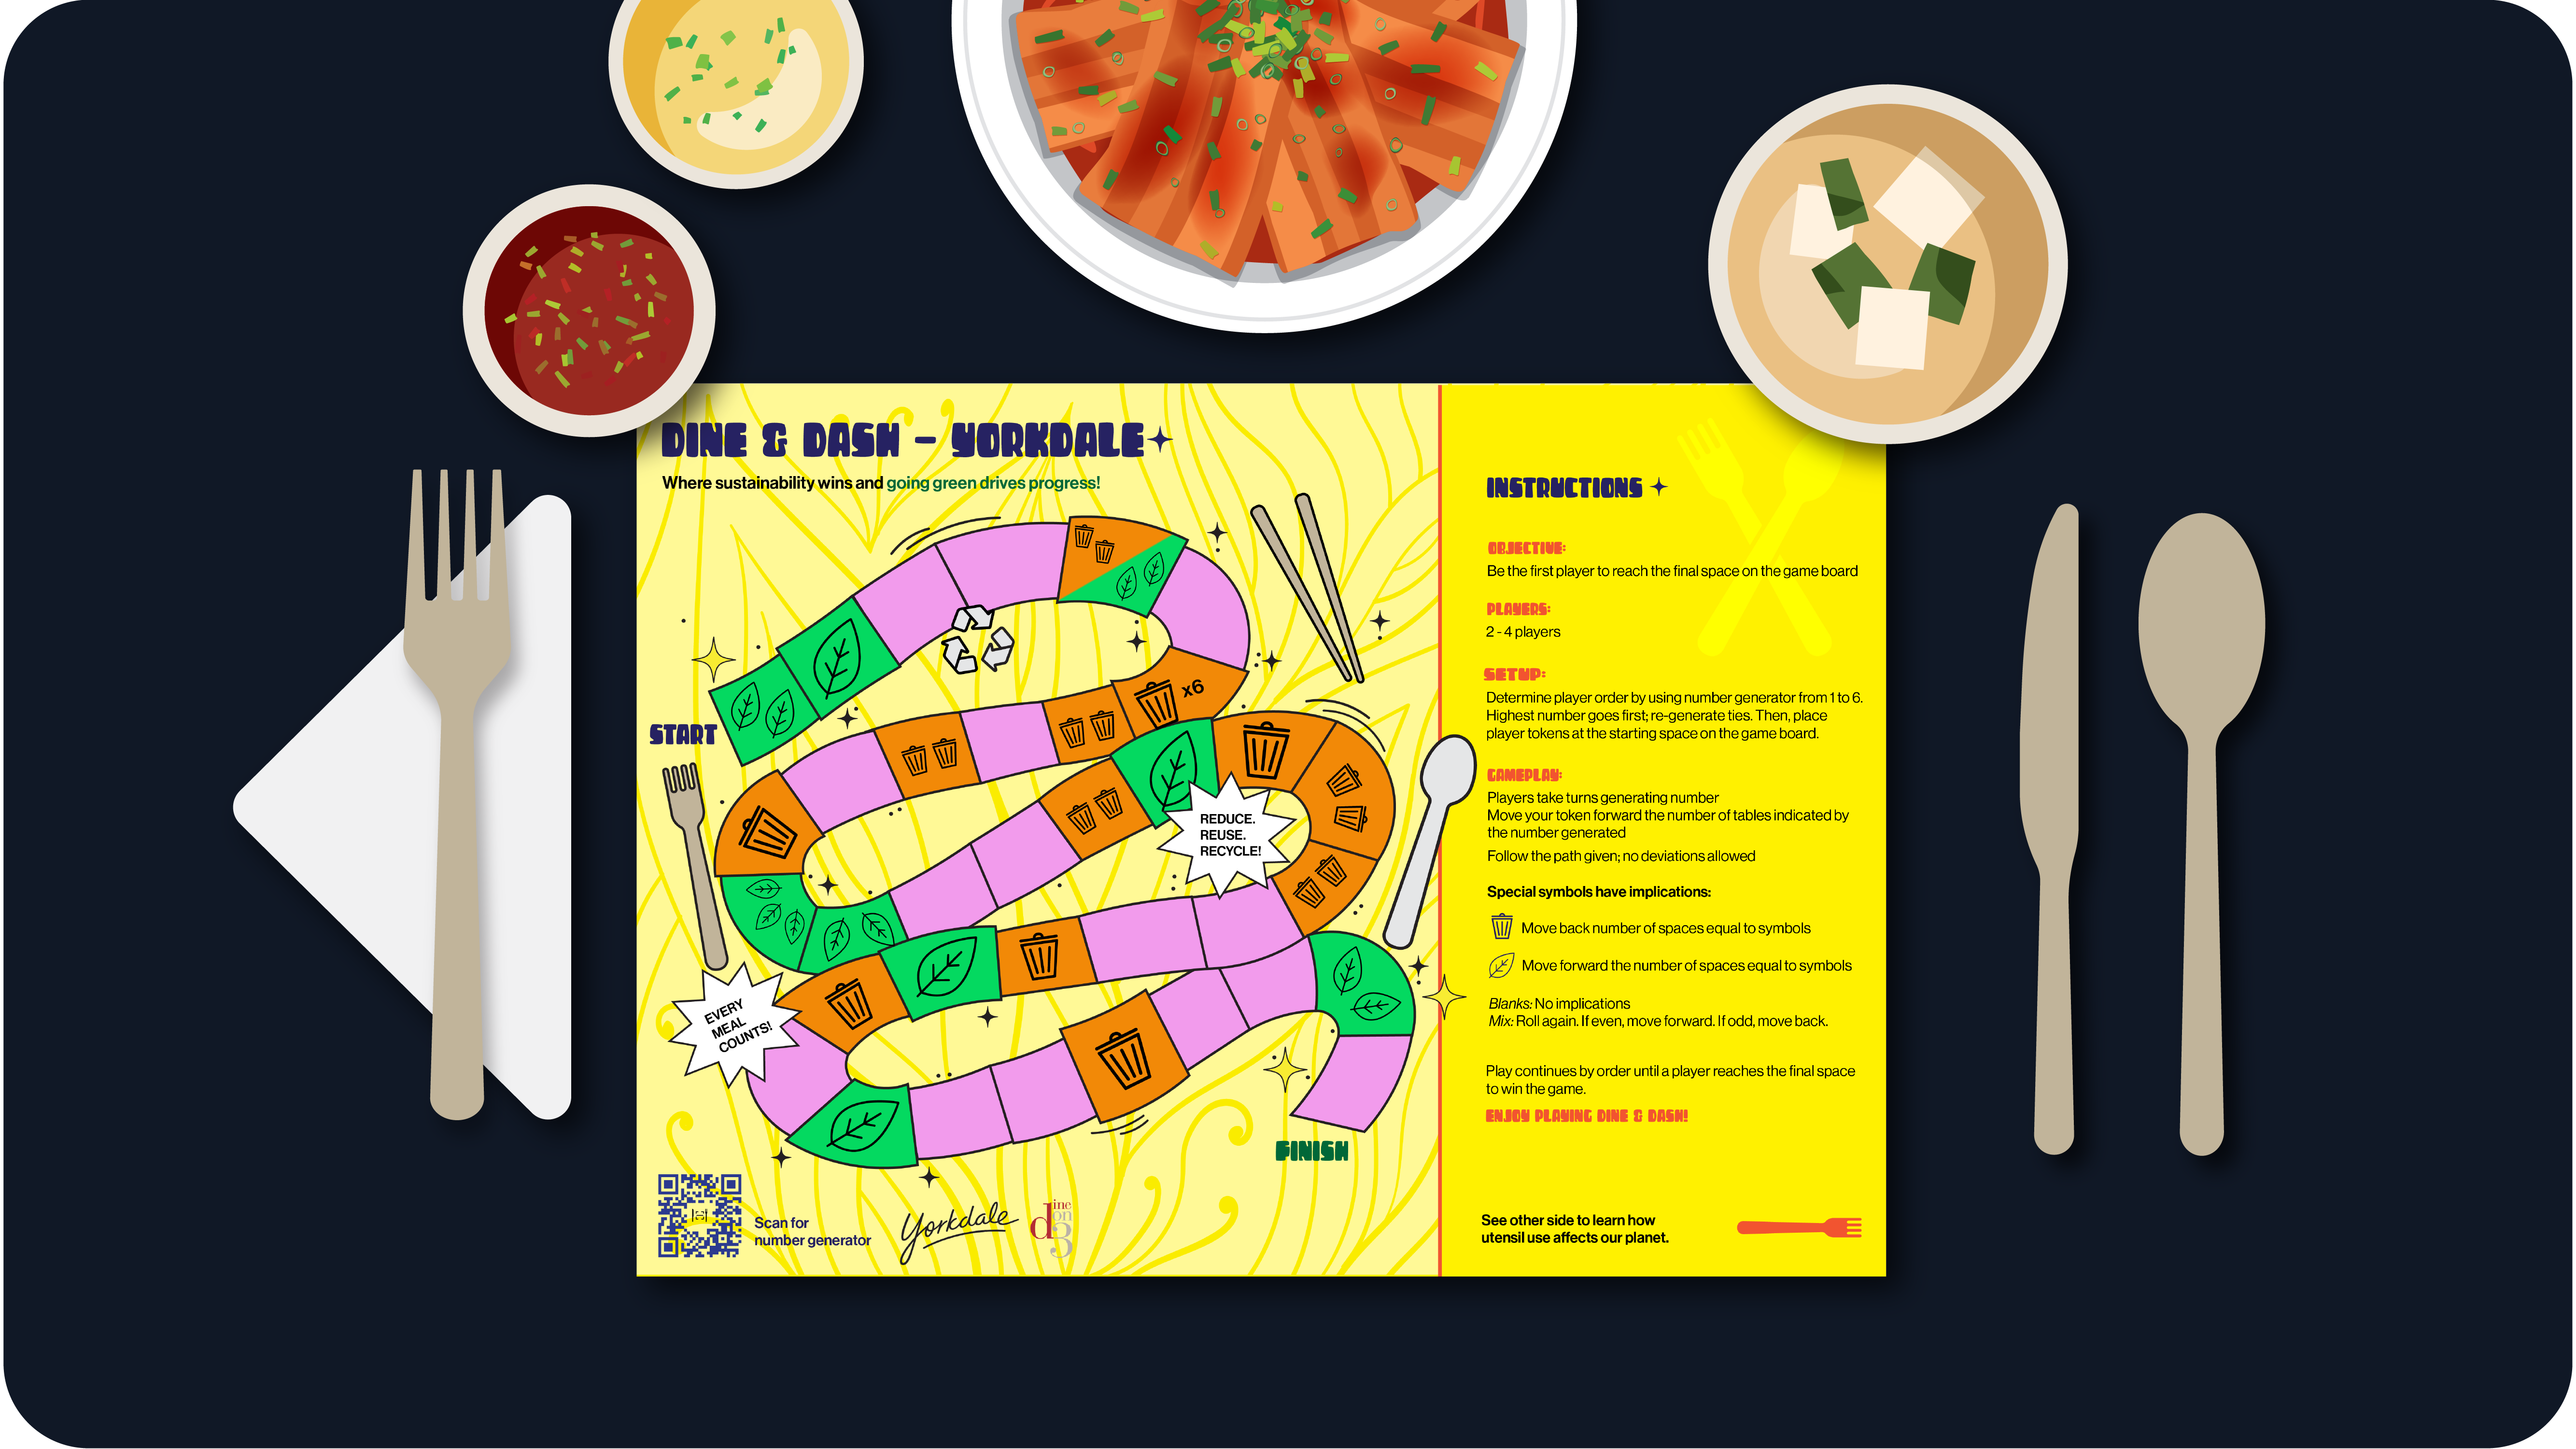 DINE & DASH - YORKDALE
Where sustainability wins and going green drives progress!
START
x6
REDUCE.
REUSE.
RECYCLE!
EVERY
MEAL
COUNTS!
FINISH
Scan for
number generator
Yorkdale
dine
on
3
INSTRUCTIONS
OBJECTIVE:
Be the first player to reach the final space on the game board
PLAYERS:
2 - 4 players
SETUP:
Determine player order by using number generator from 1 to 6.
Highest number goes first; re-generate ties. Then, place
player tokens at the starting space on the game board.
GAMEPLAY:
Players take turns generating number
Move your token forward the number of tables indicated by
the number generated
Follow the path given; no deviations allowed
Special symbols have implications:
Move back number of spaces equal to symbols
Move forward the number of spaces equal to symbols
Blanks: No implications
Mix: Roll again. If even, move forward. If odd, move back.
Play continues by order until a player reaches the final space
to win the game.
ENJOY PLAYING DINE & DASH!
See other side to learn how
utensil use affects our planet.